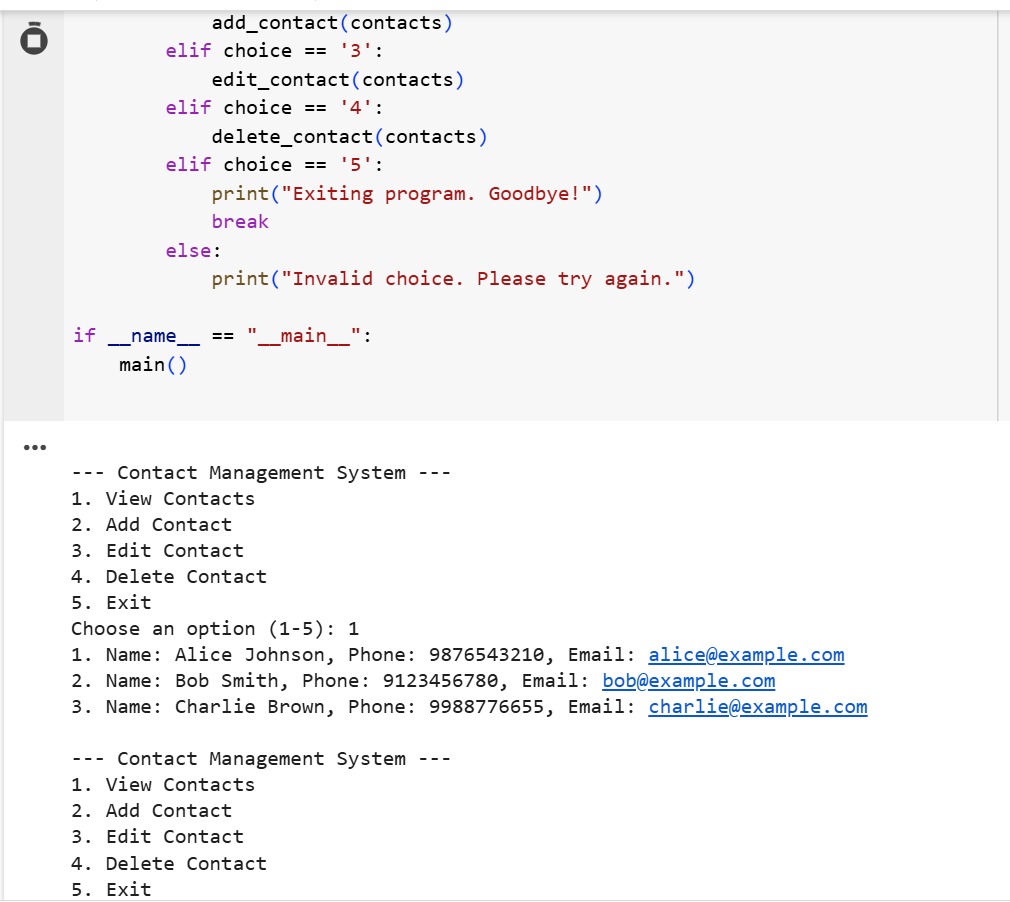 add_contact(contacts)
        elif choice == '3':
            edit_contact(contacts)
        elif choice == '4':
            delete_contact(contacts)
        elif choice == '5':
            print("Exiting program. Goodbye!")
            break
        else:
            print("Invalid choice. Please try again.")

if __name__ == "__main__":
    main()

--- Contact Management System ---
1. View Contacts
2. Add Contact
3. Edit Contact
4. Delete Contact
5. Exit
Choose an option (1-5): 1
1. Name: Alice Johnson, Phone: 9876543210, Email: alice@example.com
2. Name: Bob Smith, Phone: 9123456780, Email: bob@example.com
3. Name: Charlie Brown, Phone: 9988776655, Email: charlie@example.com

--- Contact Management System ---
1. View Contacts
2. Add Contact
3. Edit Contact
4. Delete Contact
5. Exit